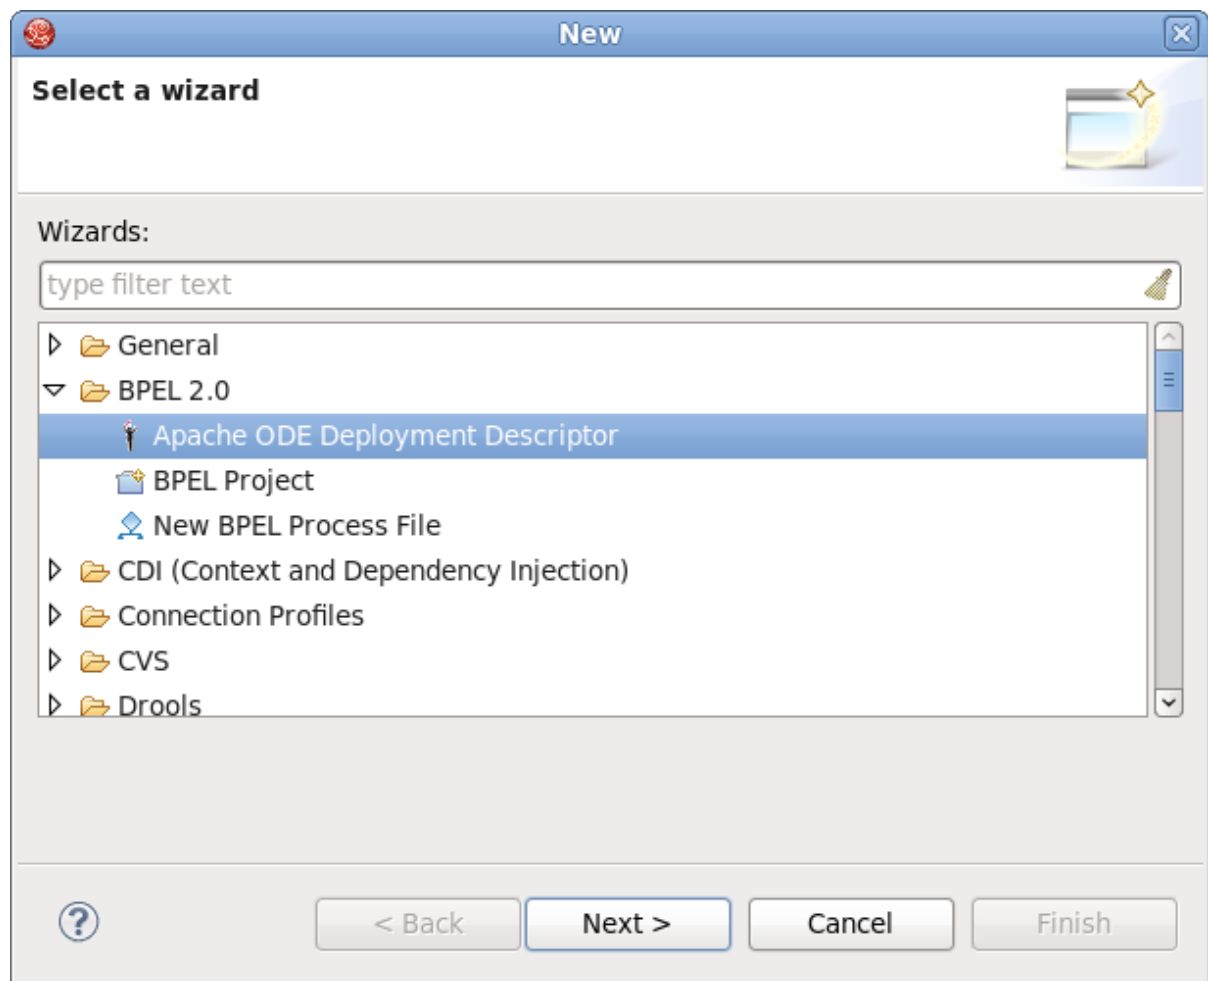 New
Select a wizard
Wizards:
type filter text
General
BPEL 2.0
Apache ODE Deployment Descriptor
BPEL Project
New BPEL Process File
CDI (Context and Dependency Injection)
Connection Profiles
CVS
Drools
< Back Next > Cancel Finish